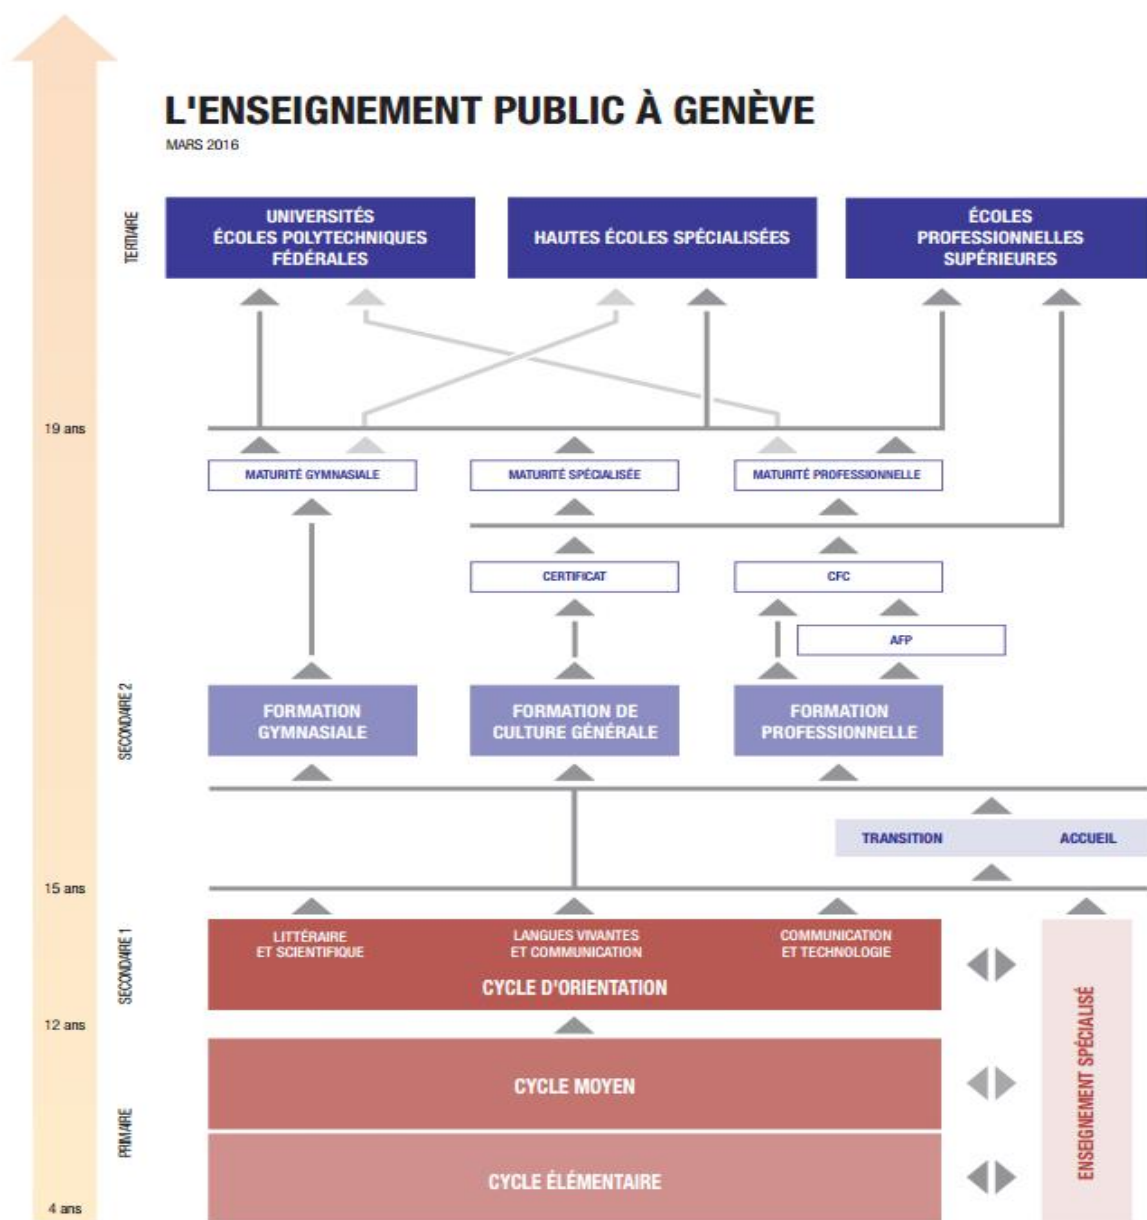 L'ENSEIGNEMENT PUBLIC À GENÈVE
MARS 2016
TERTIAIRE
UNIVERSITÉS
ÉCOLES POLYTECHNIQUES
FÉDÉRALES
HAUTES ÉCOLES SPÉCIALISÉES
ÉCOLES
PROFESSIONNELLES
SUPÉRIEURES
19 ans
MATURITÉ GYMNASIALE
MATURITÉ SPÉCIALISÉE
MATURITÉ PROFESSIONNELLE
CERTIFICAT
CFC
AFP
SECONDAIRE 2
FORMATION
GYMNASIALE
FORMATION DE
CULTURE GÉNÉRALE
FORMATION
PROFESSIONNELLE
TRANSITION
ACCUEIL
15 ans
SECONDAIRE 1
LITTÉRAIRE
ET SCIENTIFIQUE
LANGUES VIVANTES
ET COMMUNICATION
COMMUNICATION
ET TECHNOLOGIE
CYCLE D'ORIENTATION
12 ans
ENSEIGNEMENT SPÉCIALISÉ
PRIMAIRE
CYCLE MOYEN
CYCLE ÉLÉMENTAIRE
4 ans